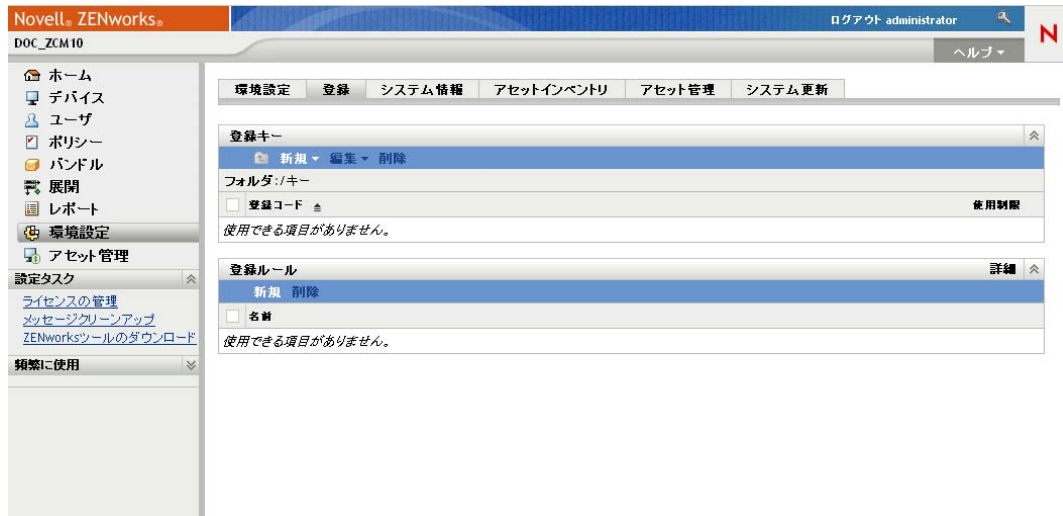 Novell® ZENworks®
ログアウト administrator
DOC_ZCM10
N
ヘルプ
ホーム
デバイス
ユーザ
ポリシー
バンドル
展開
レポート
環境設定
アセット管理
設定タスク
ライセンスの管理
メッセージクリーンアップ
ZENworksツールのダウンロード
頻繁に使用
環境設定 登録 システム情報 アセットインベントリ アセット管理 システム更新
登録キー
新規 編集 削除
フォルダ:/キー
登録コード 使用制限
使用できる項目がありません。
登録ルール 詳細
新規 削除
名前
使用できる項目がありません。